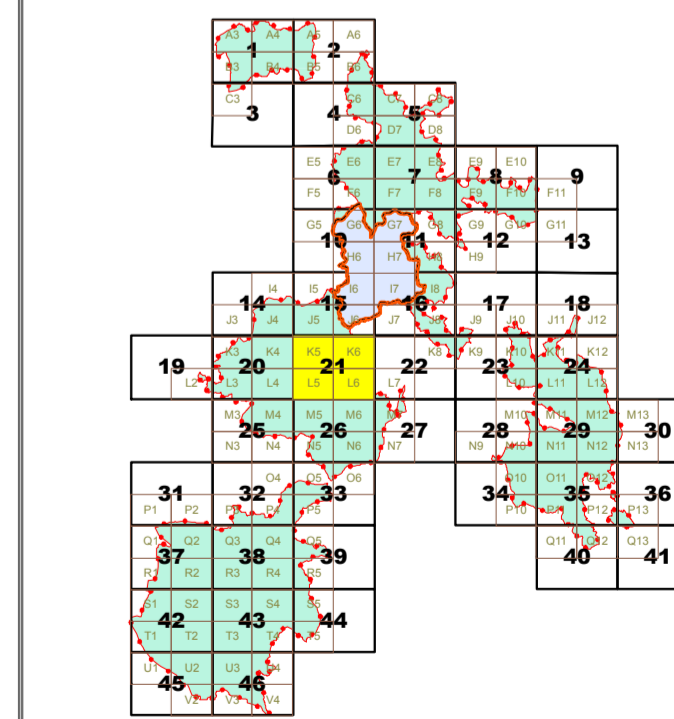 A3 A4 A5 A6
1 2
B3 B4 B5 B6
C3 C6 C7 C8
3 4 5
D6 D7 D8
E5 E6 E7 E8 E9 E10
6 7 8 9
F5 F6 F7 F8 F9 F10 F11
G5 G6 G7 G8 G9 G10 G11
10 11 12 13
H6 H7 H8 H9
I4 I5 I6 I7 I8
14 15 16 17 18
J3 J4 J5 J6 J7 J8 J9 J10 J11 J12
K3 K4 K5 K6 K8 K9 K10 K11 K12
19 20 21 22 23 24
L2 L3 L4 L5 L6 L7 L10 L11 L12
M3 M4 M5 M6 M10 M11 M12 M13
25 26 27 28 29 30
N3 N4 N5 N6 N7 N9 N10 N11 N12 N13
O4 O5 O6 O10 O11 O12
31 32 33 34 35 36
P1 P2 P3 P4 P5 P10 P11 P12 P13
Q1 Q2 Q3 Q4 Q5 Q11 Q12 Q13
37 38 39 40 41
R1 R2 R3 R4 R5
S1 S2 S3 S4 S5
42 43 44
T1 T2 T3 T4 T5
U1 U2 U3 U4
45 46
V2 V3 V4